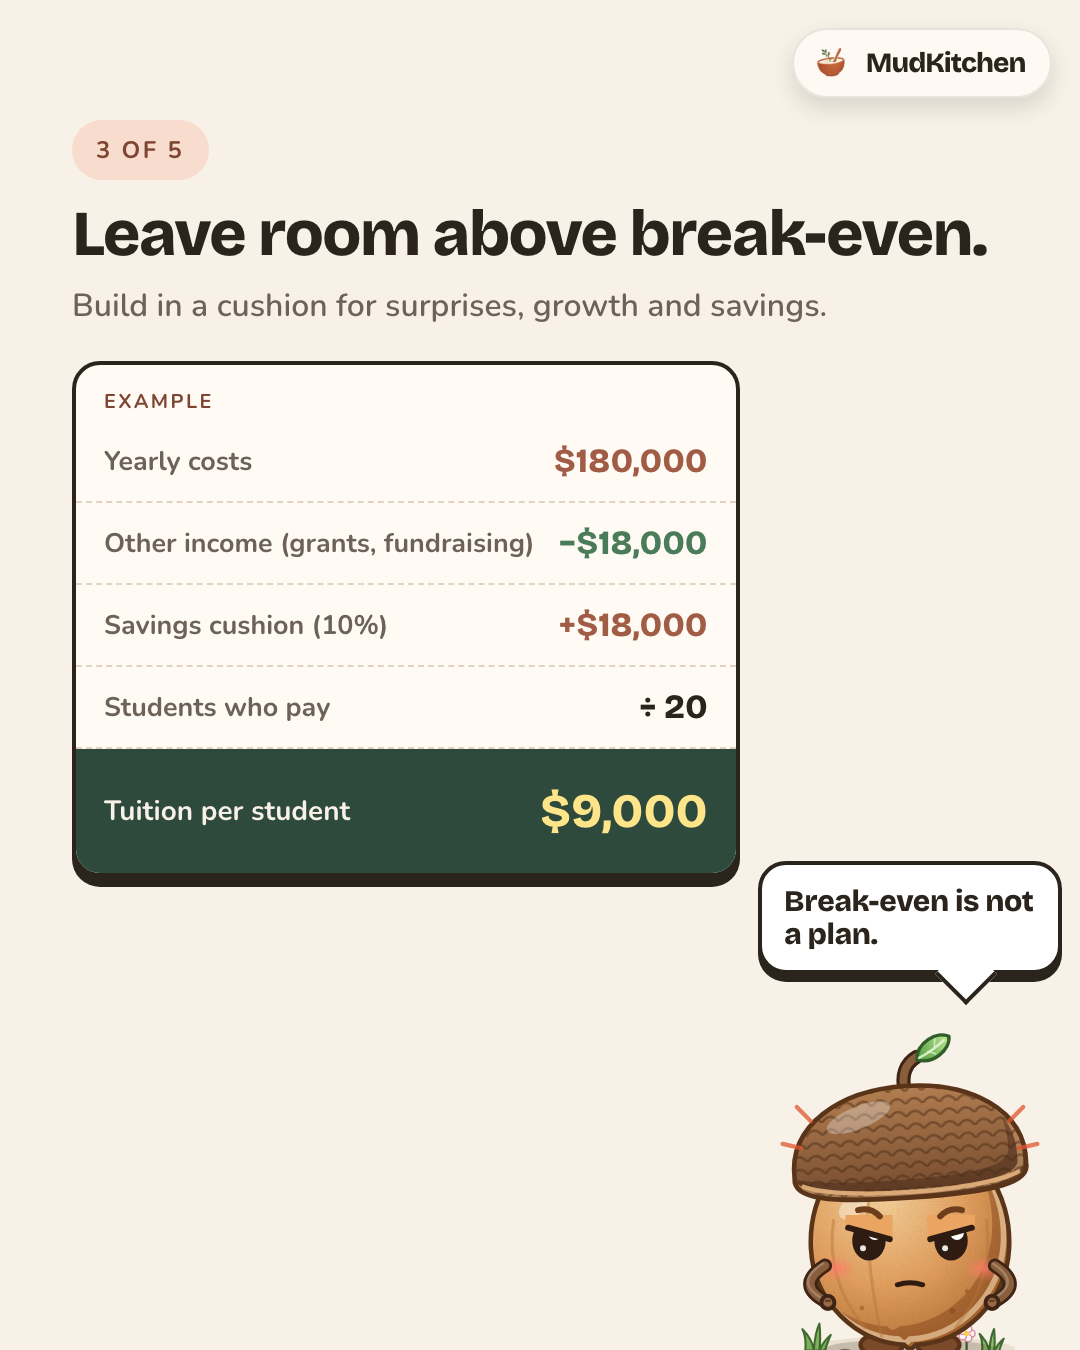 MudKitchen
3 OF 5
Leave room above break-even.
Build in a cushion for surprises, growth and savings.
EXAMPLE
Yearly costs $180,000
Other income (grants, fundraising) −$18,000
Savings cushion (10%) +$18,000
Students who pay ÷ 20
Tuition per student $9,000
Break-even is not
a plan.